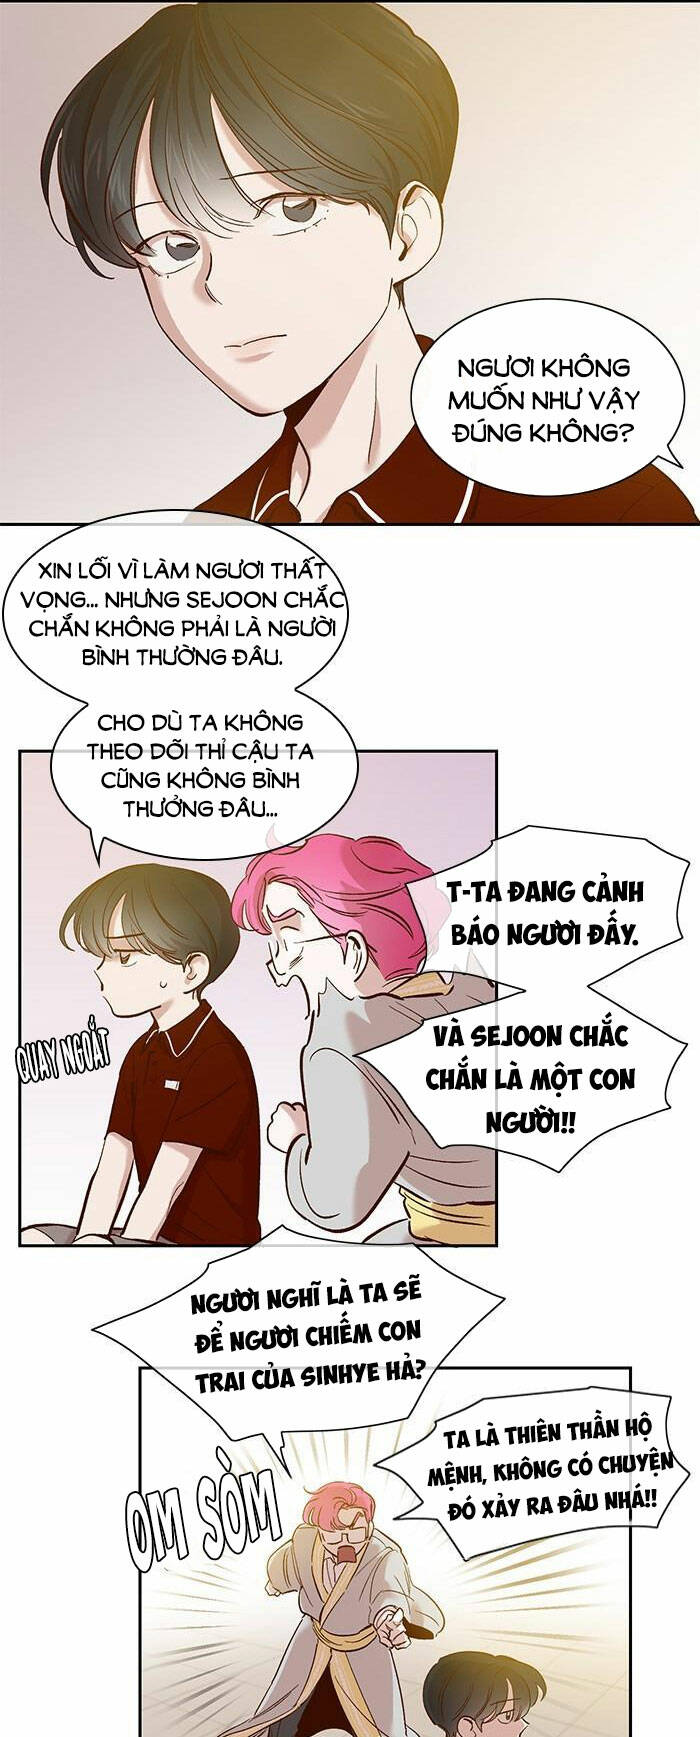 NGƯƠI KHÔNG
MUỐN NHƯ VẬY
ĐÚNG KHÔNG?
XIN LỖI VÌ LÀM NGƯƠI THẤT
VỌNG... NHƯNG SEJOON CHẮC
CHẮN KHÔNG PHẢI LÀ NGƯỜI
BÌNH THƯỜNG ĐÂU.
CHO DÙ TA KHÔNG
THEO DÕI THỈ CẬU TA
CŨNG KHÔNG BÌNH
THƯỞNG ĐÂU...
T-TA ĐANG CẢNH
BÁO NGƯƠI ĐẤY.
VÀ SEJOON CHẮC
CHẮN LÀ MỘT CON
NGƯỜI!!
QUAY NGOẮT
NGƯƠI NGHĨ LÀ TA SẼ
ĐỂ NGƯƠI CHIẾM CON
TRAI CỦA SINHYE HẢ?
TA LÀ THIÊN THẦN HỘ
MỆNH, KHÔNG CÓ CHUYỆN
ĐÓ XẢY RA ĐÂU NHÁ!!
OM SÒM